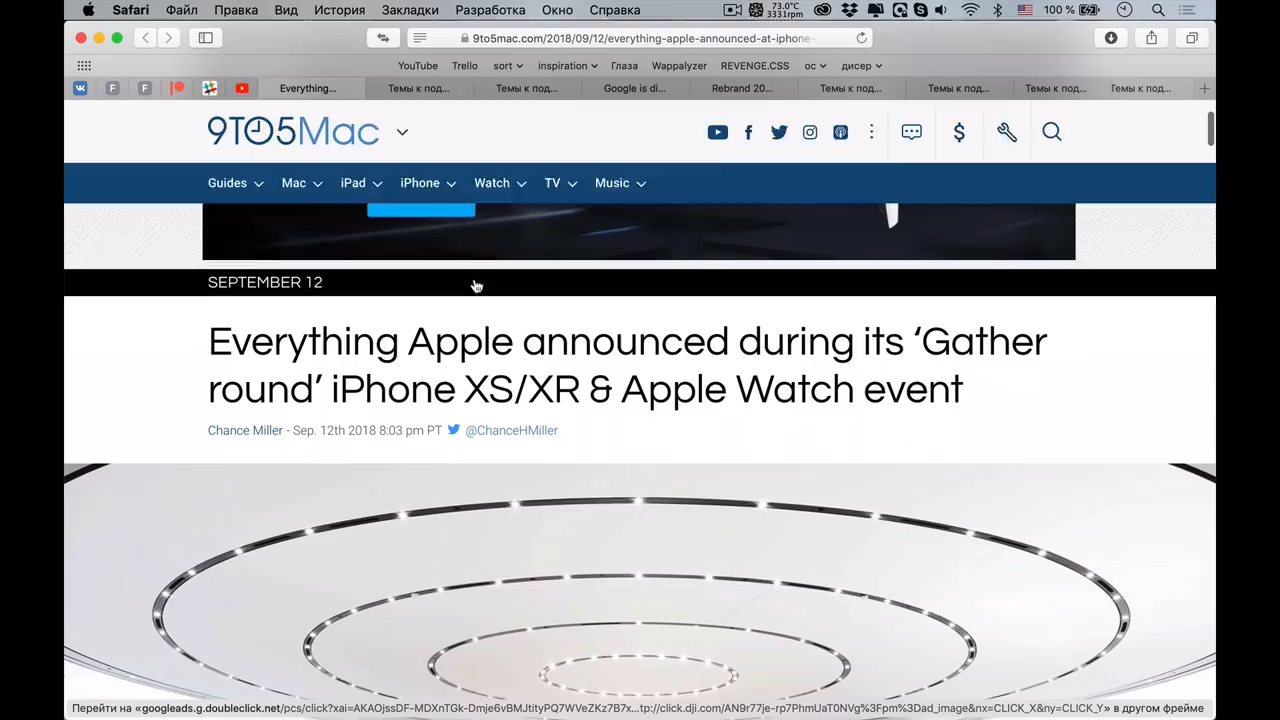 Safari Файл Правка Вид История Закладки Разработка Окно Справка 73.0°C 3331rpm 100 %
9to5mac.com/2018/09/12/everything-apple-announced-at-iphone-
YouTube Trello sort inspiration Глаза Wappalyzer REVENGE.CSS ос дисер
Everything... Темы к под... Темы к под... Google is di... Rebrand 20... Темы к под... Темы к под... Темы к под... Темы к под...
9TO5Mac
Guides Mac iPad iPhone Watch TV Music
SEPTEMBER 12
Everything Apple announced during its ‘Gather
round’ iPhone XS/XR & Apple Watch event
Chance Miller - Sep. 12th 2018 8:03 pm PT @ChanceHMiller
Перейти на «googleads.g.doubleclick.net/pcs/click?xai=AKAOjssDF-MDXnTGk-Dmje6vBMJtityPQ7WVeZKz7B7x...tp://click.dji.com/AN9r77je-rp7PhmUaT0NVg%3Fpm%3Dad_image&nx=CLICK_X&ny=CLICK_Y» в другом фрейме